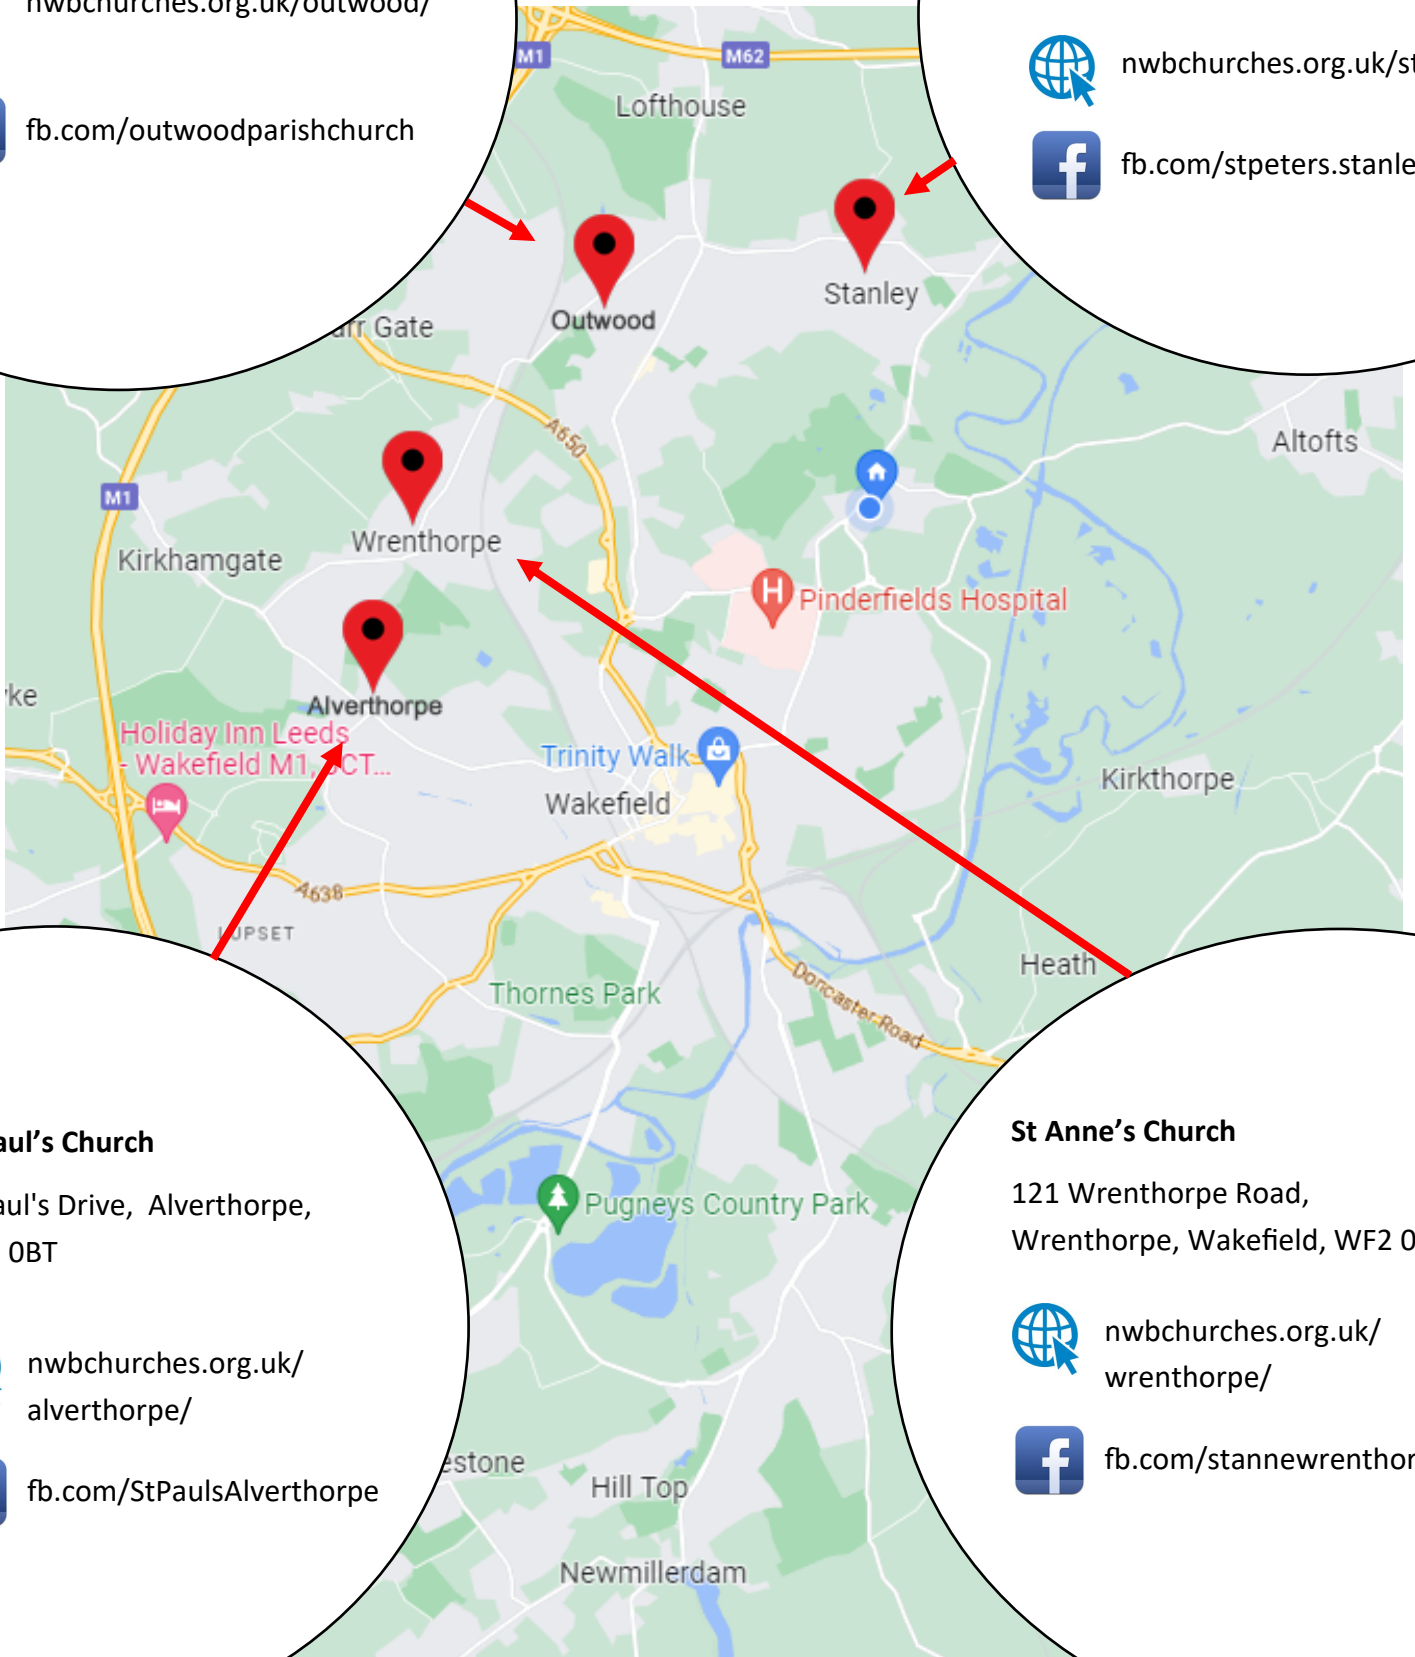 nwbchurches.org.uk/outwood/
fb.com/outwoodparishchurch
nwbchurches.org.uk/st
fb.com/stpeters.stanle
M1
M62
Lofthouse
Stanley
Outwood
arr Gate
A650
Altofts
M1
Wrenthorpe
Kirkhamgate
H
Pinderfields Hospital
ke
Alverthorpe
Holiday Inn Leeds
- Wakefield M1, JCT...
Trinity Walk
Wakefield
Kirkthorpe
A638
LUPSET
Heath
Thornes Park
Doncaster Road
aul's Church
aul's Drive, Alverthorpe,
0BT
nwbchurches.org.uk/
alverthorpe/
fb.com/StPaulsAlverthorpe
St Anne's Church
121 Wrenthorpe Road,
Wrenthorpe, Wakefield, WF2 0
nwbchurches.org.uk/
wrenthorpe/
fb.com/stannewrenthor
Pugneys Country Park
estone
Hill Top
Newmillerdam